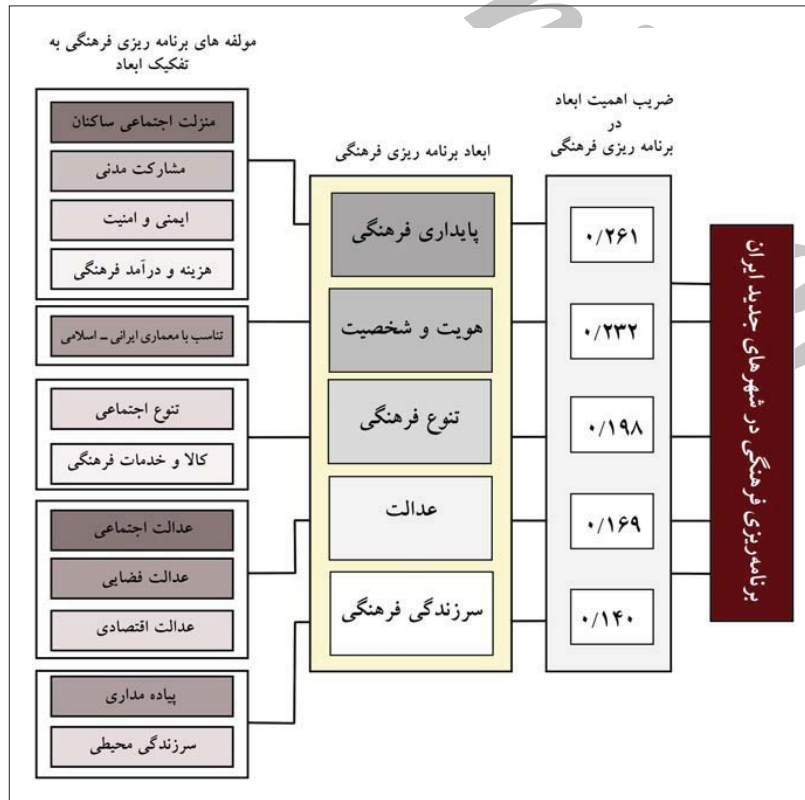 مولفه های برنامه ریزی فرهنگی به
تفکیک ابعاد
ضریب اهمیت ابعاد
در
برنامه ریزی فرهنگی
ابعاد برنامه ریزی فرهنگی
برنامه‌ریزی فرهنگی در شهرهای جدید ایران
۰/۲۶۱
۰/۲۳۲
۰/۱۹۸
۰/۱۶۹
۰/۱۴۰
پایداری فرهنگی
هویت و شخصیت
تنوع فرهنگی
عدالت
سرزندگی فرهنگی
منزلت اجتماعی ساکنان
مشارکت مدنی
ایمنی و امنیت
هزینه و درآمد فرهنگی
تناسب با معماری ایرانی ــ اسلامی
تنوع اجتماعی
کالا و خدمات فرهنگی
عدالت اجتماعی
عدالت فضایی
عدالت اقتصادی
پیاده مداری
سرزندگی محیطی